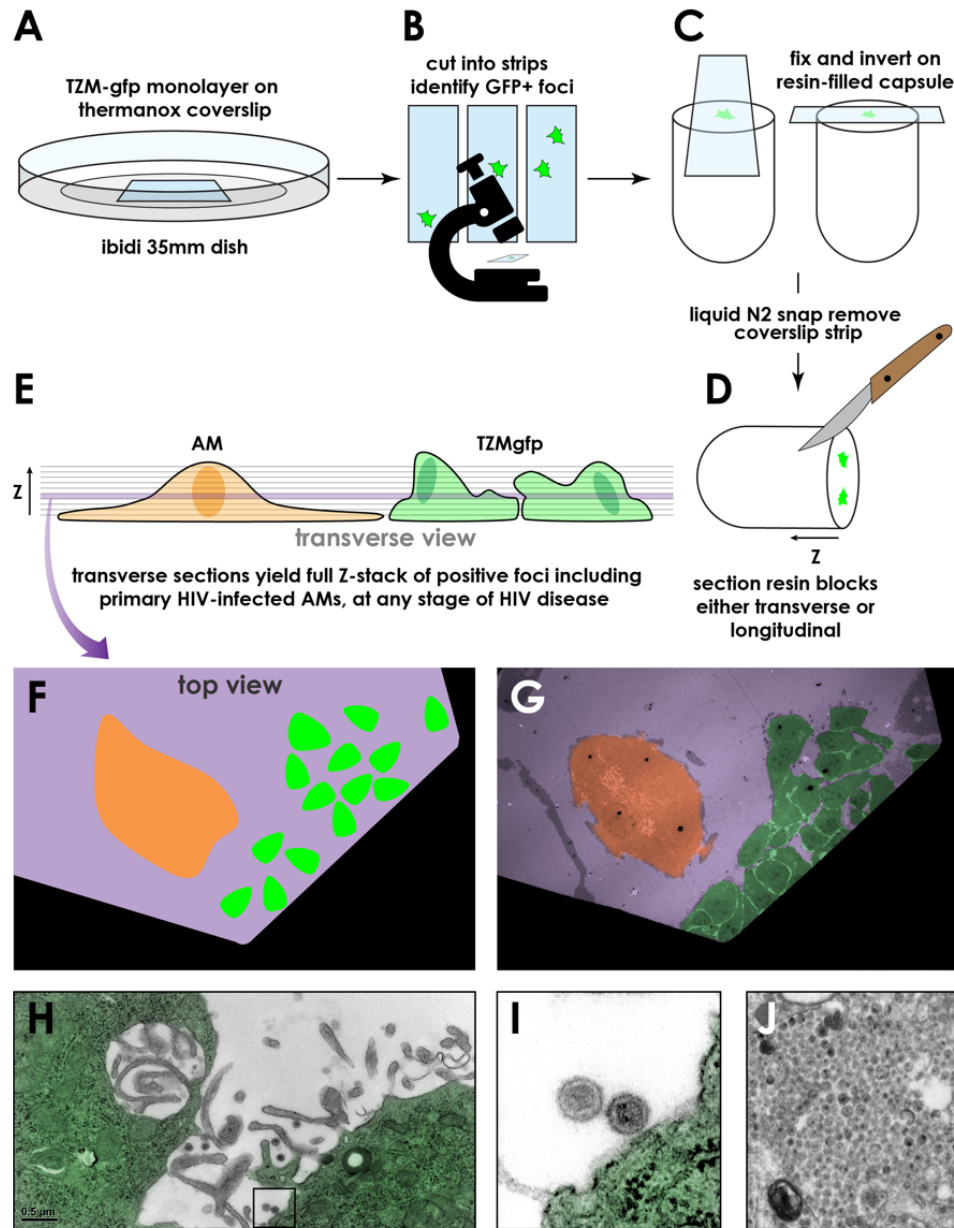 A
TZM-gfp monolayer on
thermanox coverslip
ibidi 35mm dish
B
cut into strips
identify GFP+ foci
C
fix and invert on
resin-filled capsule
liquid N2 snap remove
coverslip strip
D
Z
section resin blocks
either transverse or
longitudinal
E
AM
TZMgfp
Z
transverse view
transverse sections yield full Z-stack of positive foci including
primary HIV-infected AMs, at any stage of HIV disease
F
top view
G
H
0.5 µm
I
J